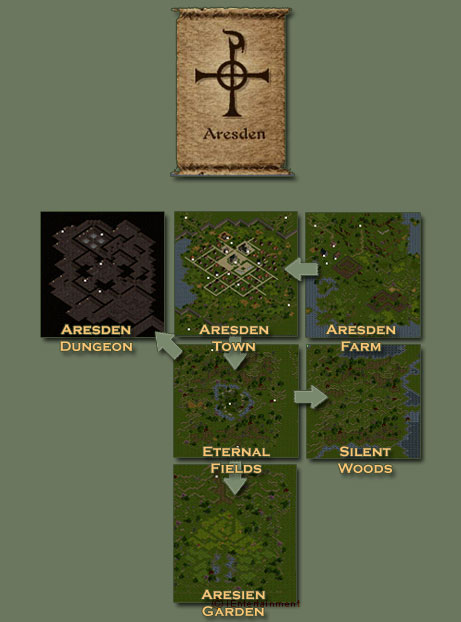 Aresden
Aresden
Dungeon
Aresden
Town
Aresden
Farm
Eternal
Fields
Silent
Woods
Aresien
Garden